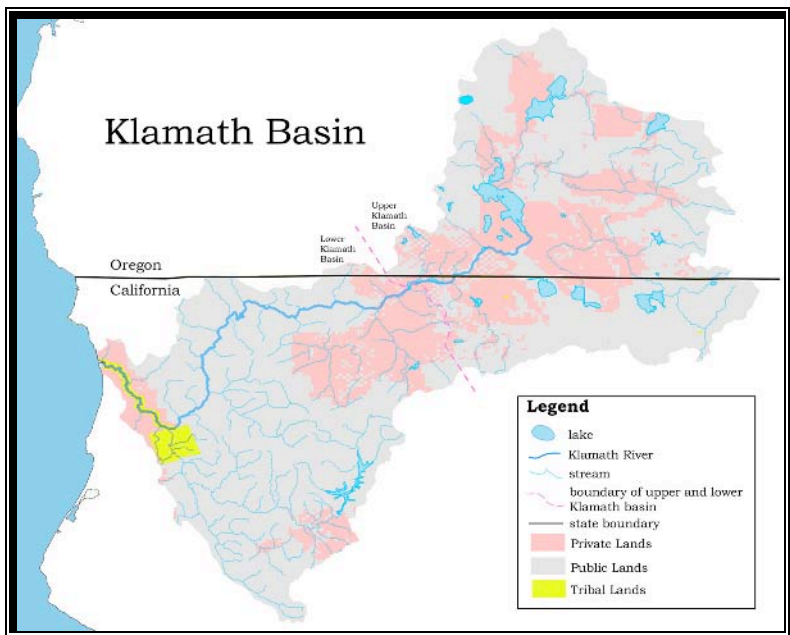 Klamath Basin
Upper
Klamath
Basin
Lower
Klamath
Basin
Oregon
California
Legend
lake
Klamath River
stream
boundary of upper and lower
Klamath basin
state boundary
Private Lands
Public Lands
Tribal Lands